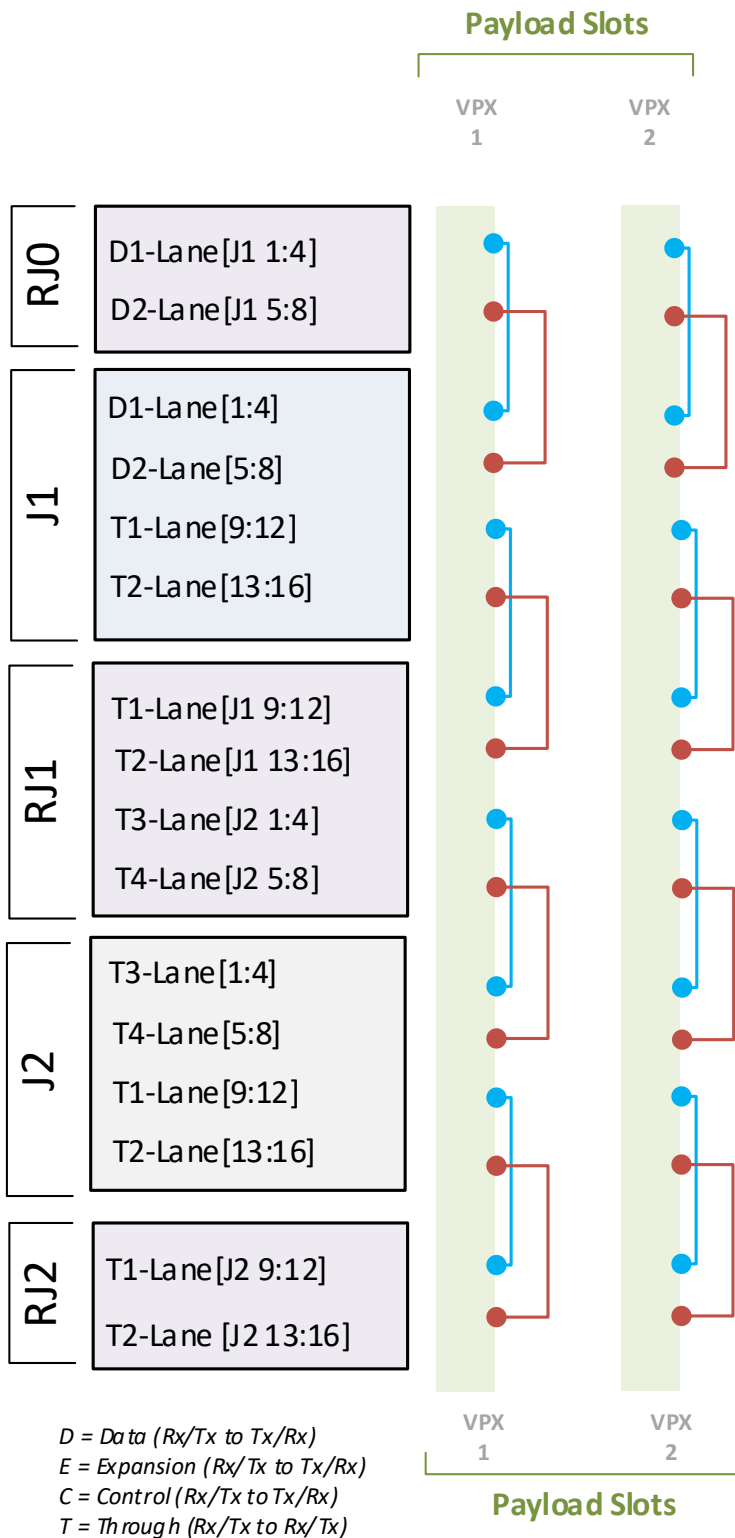 Payload Slots
VPX
1
VPX
2
RJ0
D1-Lane[J1 1:4]
D2-Lane[J1 5:8]
J1
D1-Lane[1:4]
D2-Lane[5:8]
T1-Lane[9:12]
T2-Lane[13:16]
RJ1
T1-Lane[J1 9:12]
T2-Lane[J1 13:16]
T3-Lane[J2 1:4]
T4-Lane[J2 5:8]
J2
T3-Lane[1:4]
T4-Lane[5:8]
T1-Lane[9:12]
T2-Lane[13:16]
RJ2
T1-Lane[J2 9:12]
T2-Lane [J2 13:16]
VPX
1
VPX
2
Payload Slots
D = Data (Rx/Tx to Tx/Rx)
E = Expansion (Rx/Tx to Tx/Rx)
C = Control (Rx/Tx to Tx/Rx)
T = Through (Rx/Tx to Rx/Tx)